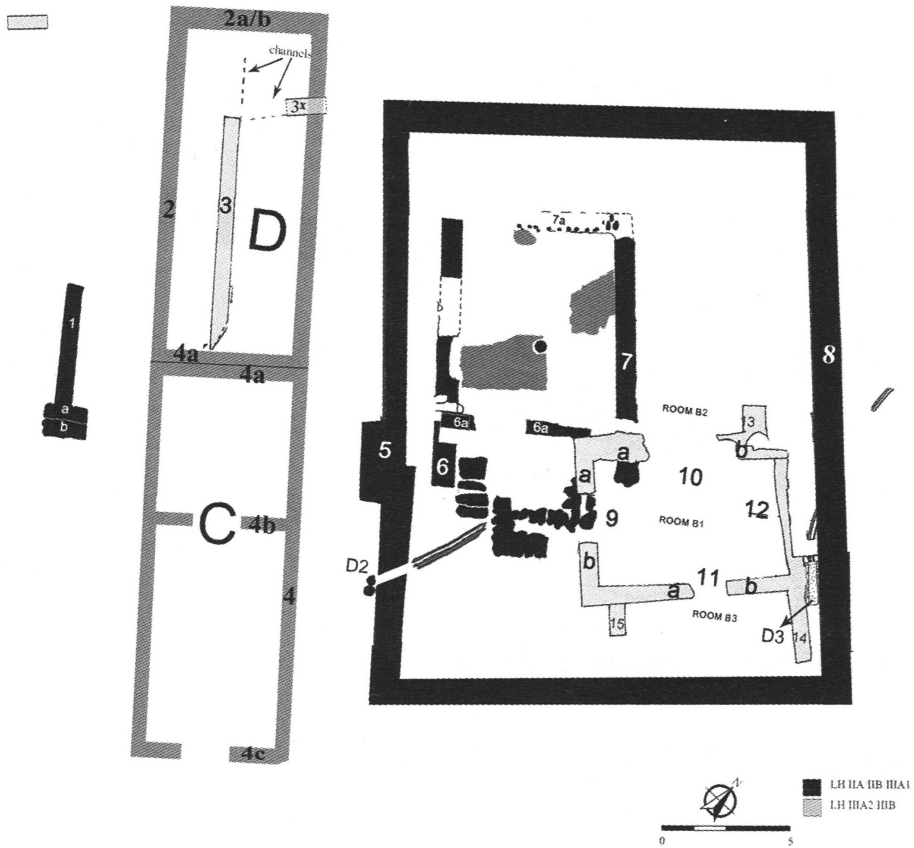 2a/b
channels
3x
2
3
D
7a
1
b
7
8
4a
4a
a
b
6a
6a
ROOM B2
13
5
6
a
a
b
10
C
4b
9
ROOM B1
12
D2
4
b
11
a
b
15
ROOM B3
D3
14
4c
N
LH IIA/IIB IIIA1
LH IIIA2 IIIB
0
5